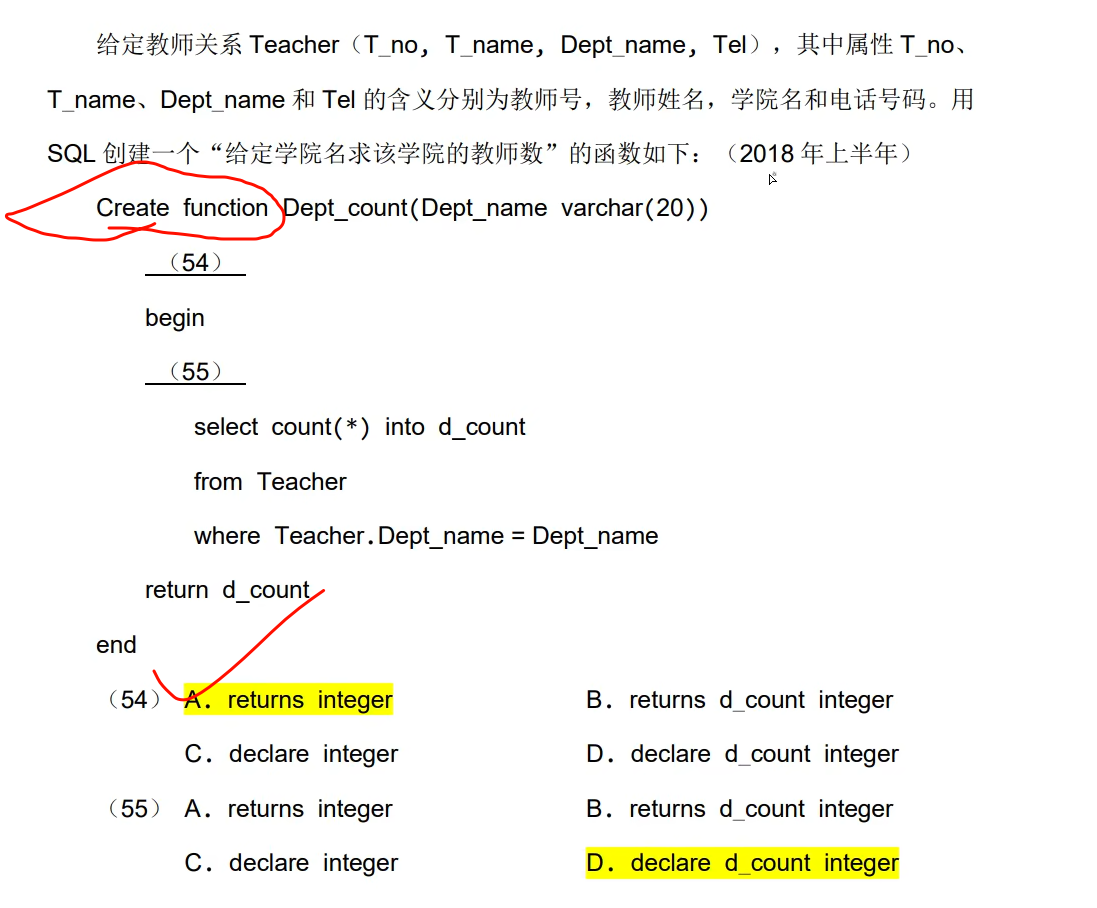 给定教师关系 Teacher（T_no, T_name, Dept_name, Tel），其中属性 T_no、
T_name、Dept_name 和 Tel 的含义分别为教师号，教师姓名，学院名和电话号码。用
SQL 创建一个“给定学院名求该学院的教师数”的函数如下：（2018 年上半年）
Create function Dept_count(Dept_name varchar(20))
（54）
begin
（55）
select count(*) into d_count
from Teacher
where Teacher.Dept_name = Dept_name
return d_count
end
（54） A. returns integer B. returns d_count integer
C. declare integer D. declare d_count integer
（55） A. returns integer B. returns d_count integer
C. declare integer D. declare d_count integer